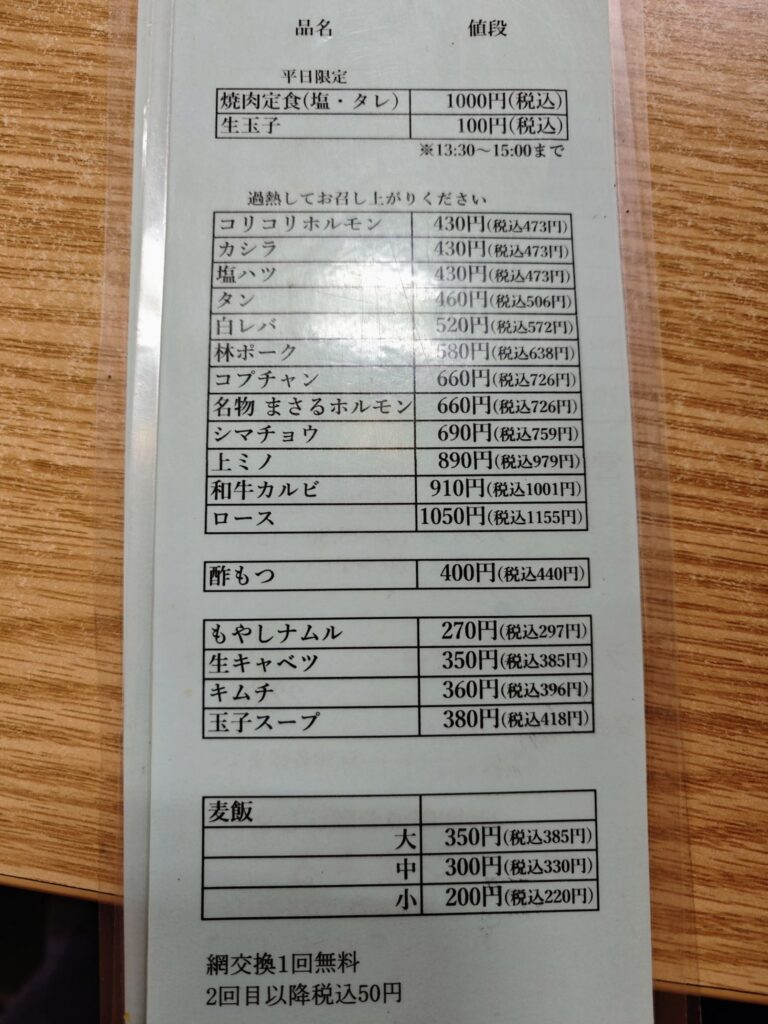 品名 値段
平日限定
焼肉定食(塩・タレ) 1000円(税込)
生玉子 100円(税込)
※13:30〜15:00まで
過熱してお召し上がりください
コリコリホルモン 430円(税込473円)
カシラ 430円(税込473円)
塩ハツ 430円(税込473円)
タン 460円(税込506円)
白レバ 520円(税込572円)
林ポーク 580円(税込638円)
コプチャン 660円(税込726円)
名物 まさるホルモン 660円(税込726円)
シマチョウ 690円(税込759円)
上ミノ 890円(税込979円)
和牛カルビ 910円(税込1001円)
ロース 1050円(税込1155円)
酢もつ 400円(税込440円)
もやしナムル 270円(税込297円)
生キャベツ 350円(税込385円)
キムチ 360円(税込396円)
玉子スープ 380円(税込418円)
麦飯
大 350円(税込385円)
中 300円(税込330円)
小 200円(税込220円)
網交換1回無料
2回目以降税込50円